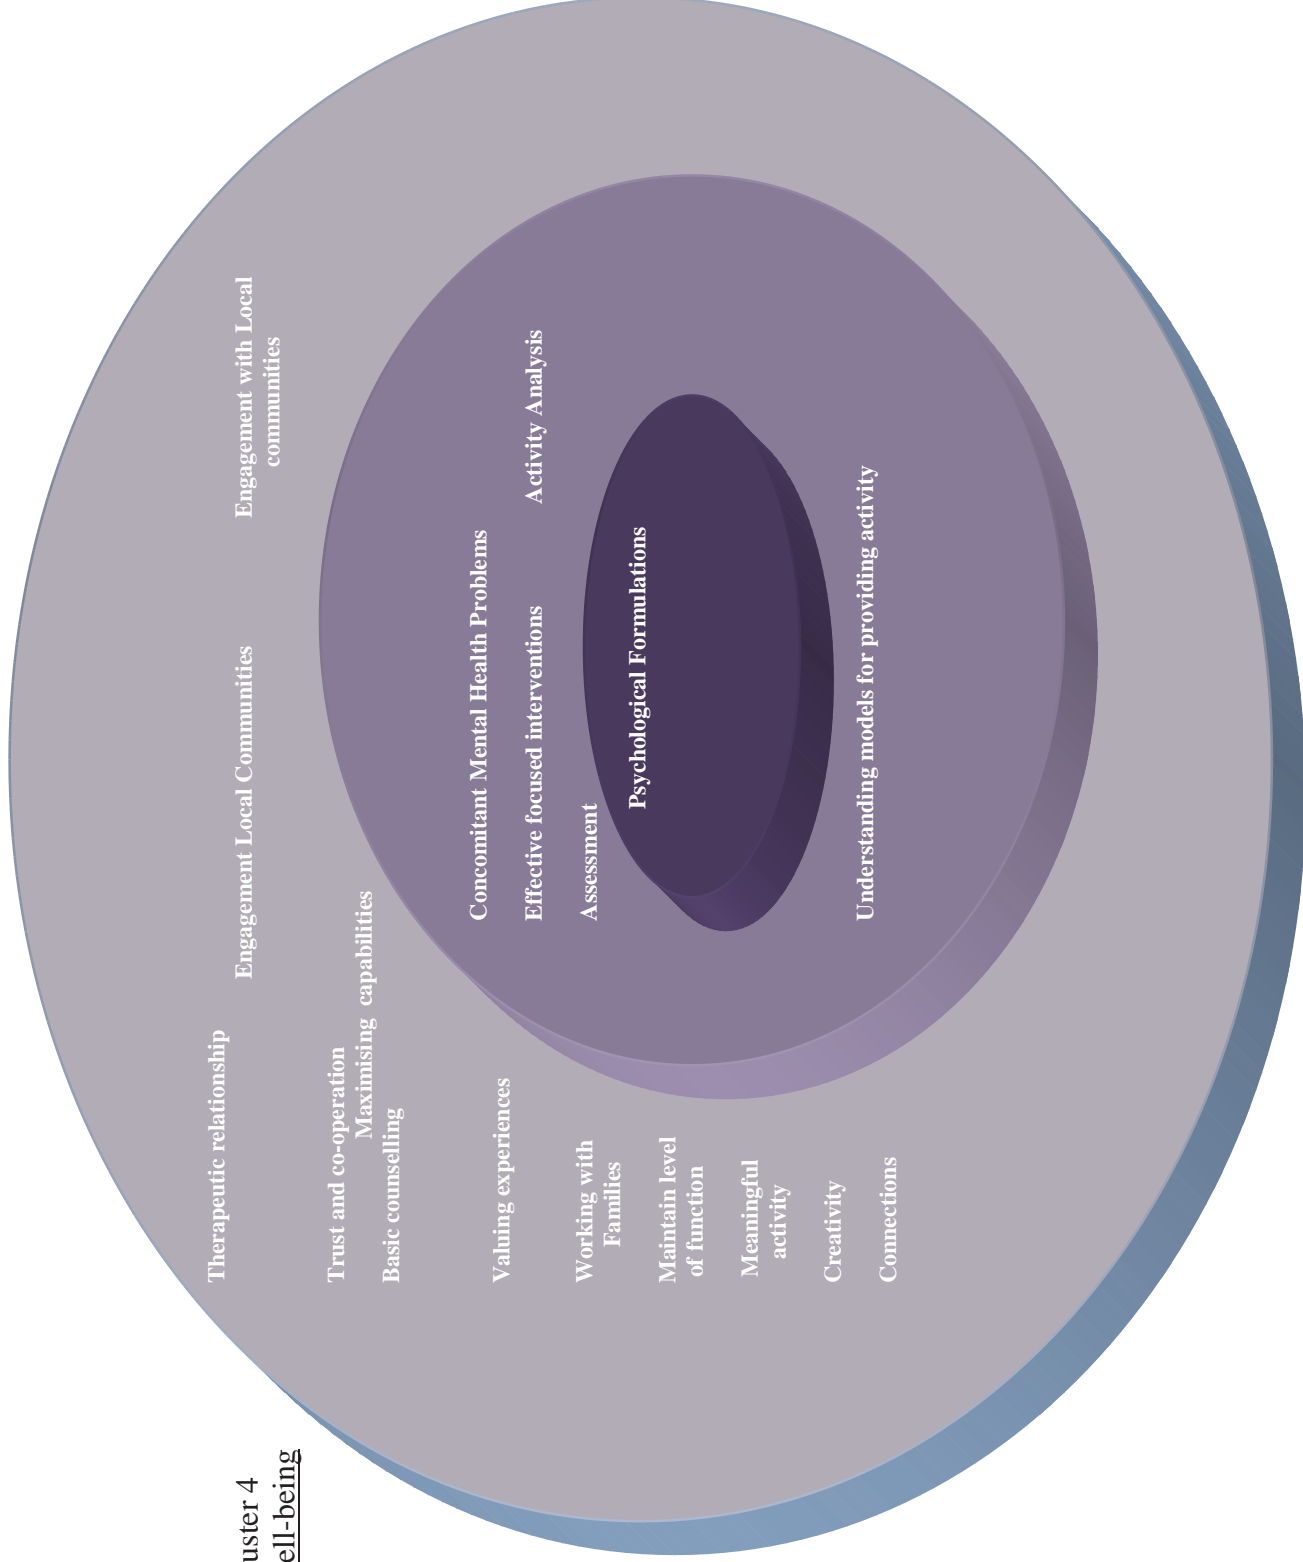 uster 4
ell-being
Therapeutic relationship
Engagement Local Communities
Engagement with Local
communities
Trust and co-operation
Maximising capabilities
Basic counselling
Valuing experiences
Working with
Families
Maintain level
of function
Meaningful
activity
Creativity
Connections
Concomitant Mental Health Problems
Effective focused interventions
Activity Analysis
Assessment
Psychological Formulations
Understanding models for providing activity